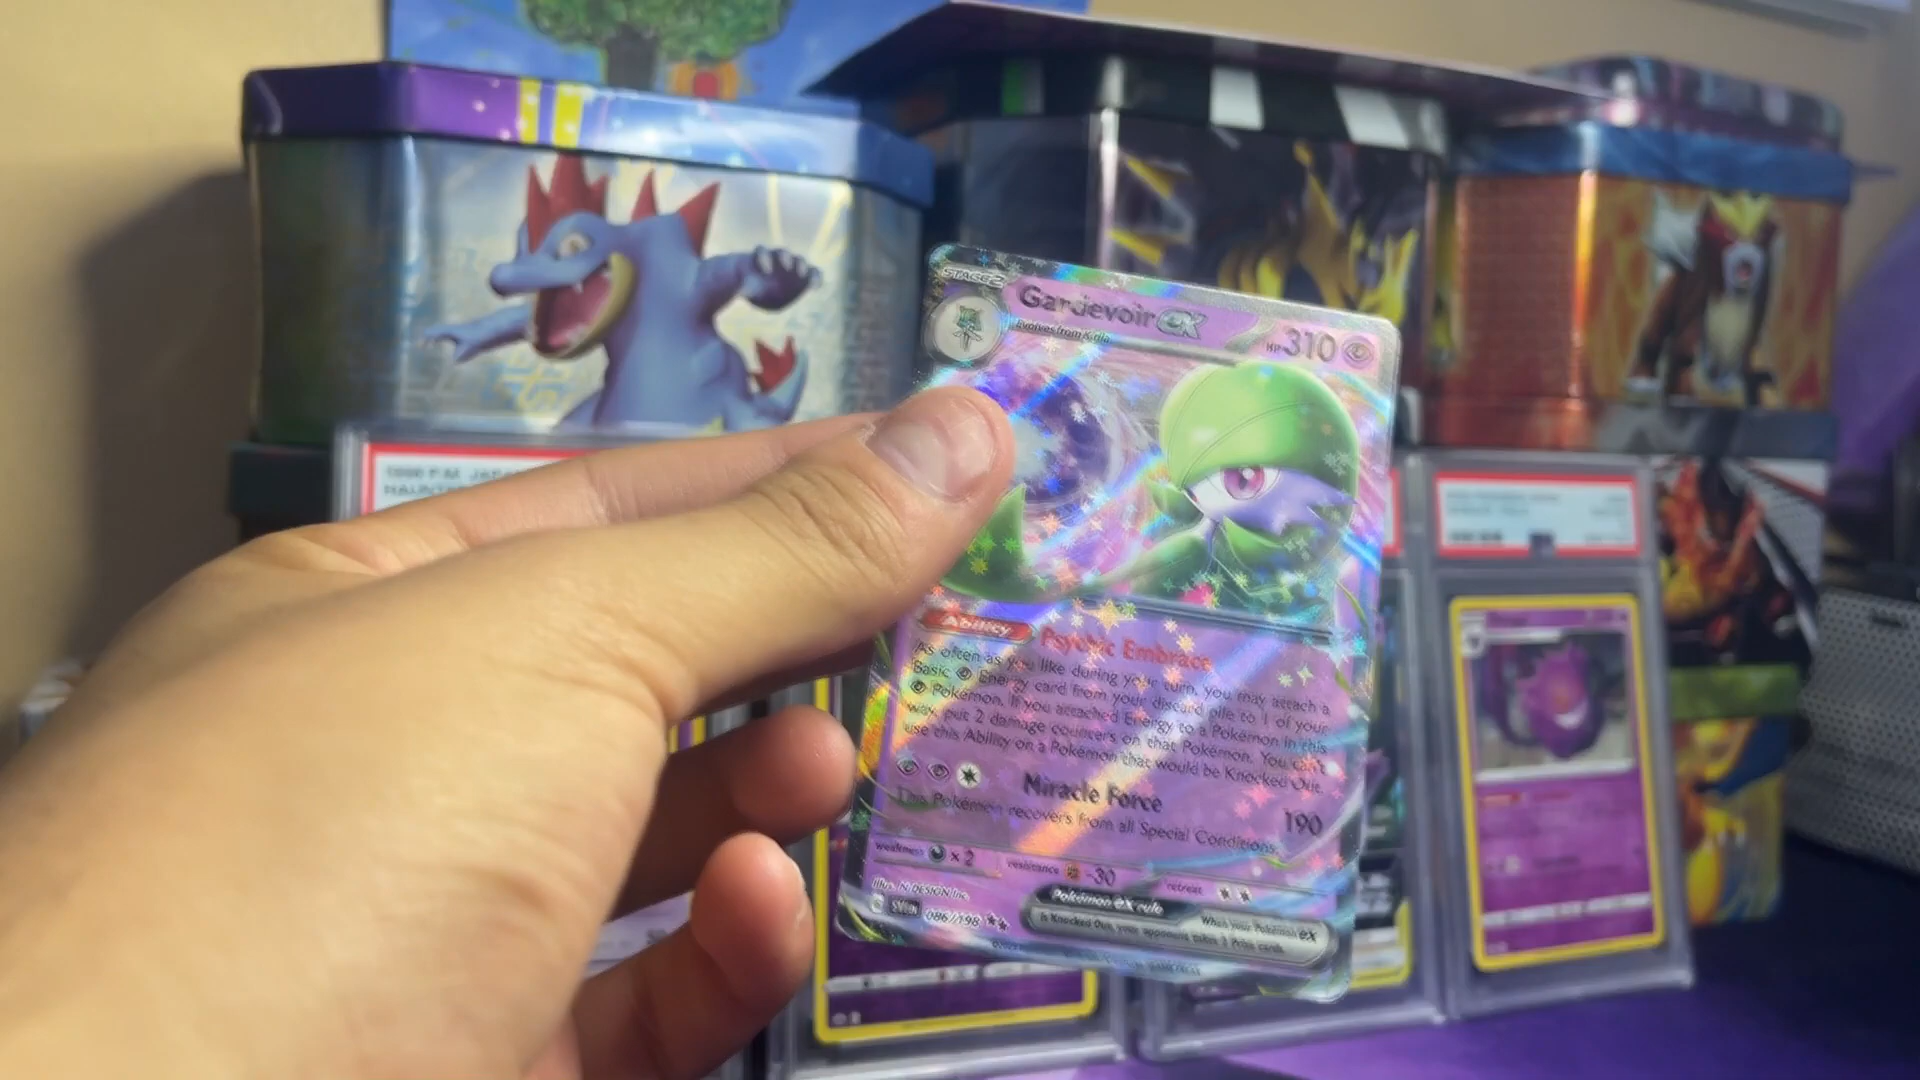 STAGE2
Gardevoir ex
HP 310
Evolves from Kirlia
Ability Psychic Embrace
As often as you like during your turn, you may attach a
Basic Energy card from your discard pile to 1 of your
Pokémon. If you attached Energy to a Pokémon in this
way, put 2 damage counters on that Pokémon. You can't
use this Ability on a Pokémon that would be Knocked Out.
Miracle Force 190
This Pokémon recovers from all Special Conditions.
weakness x2 resistance -30 retreat
Illus. N-DESIGN Inc.
086/198
Pokémon ex rule
When your Pokémon ex
is Knocked Out, your opponent takes 2 Prize cards.